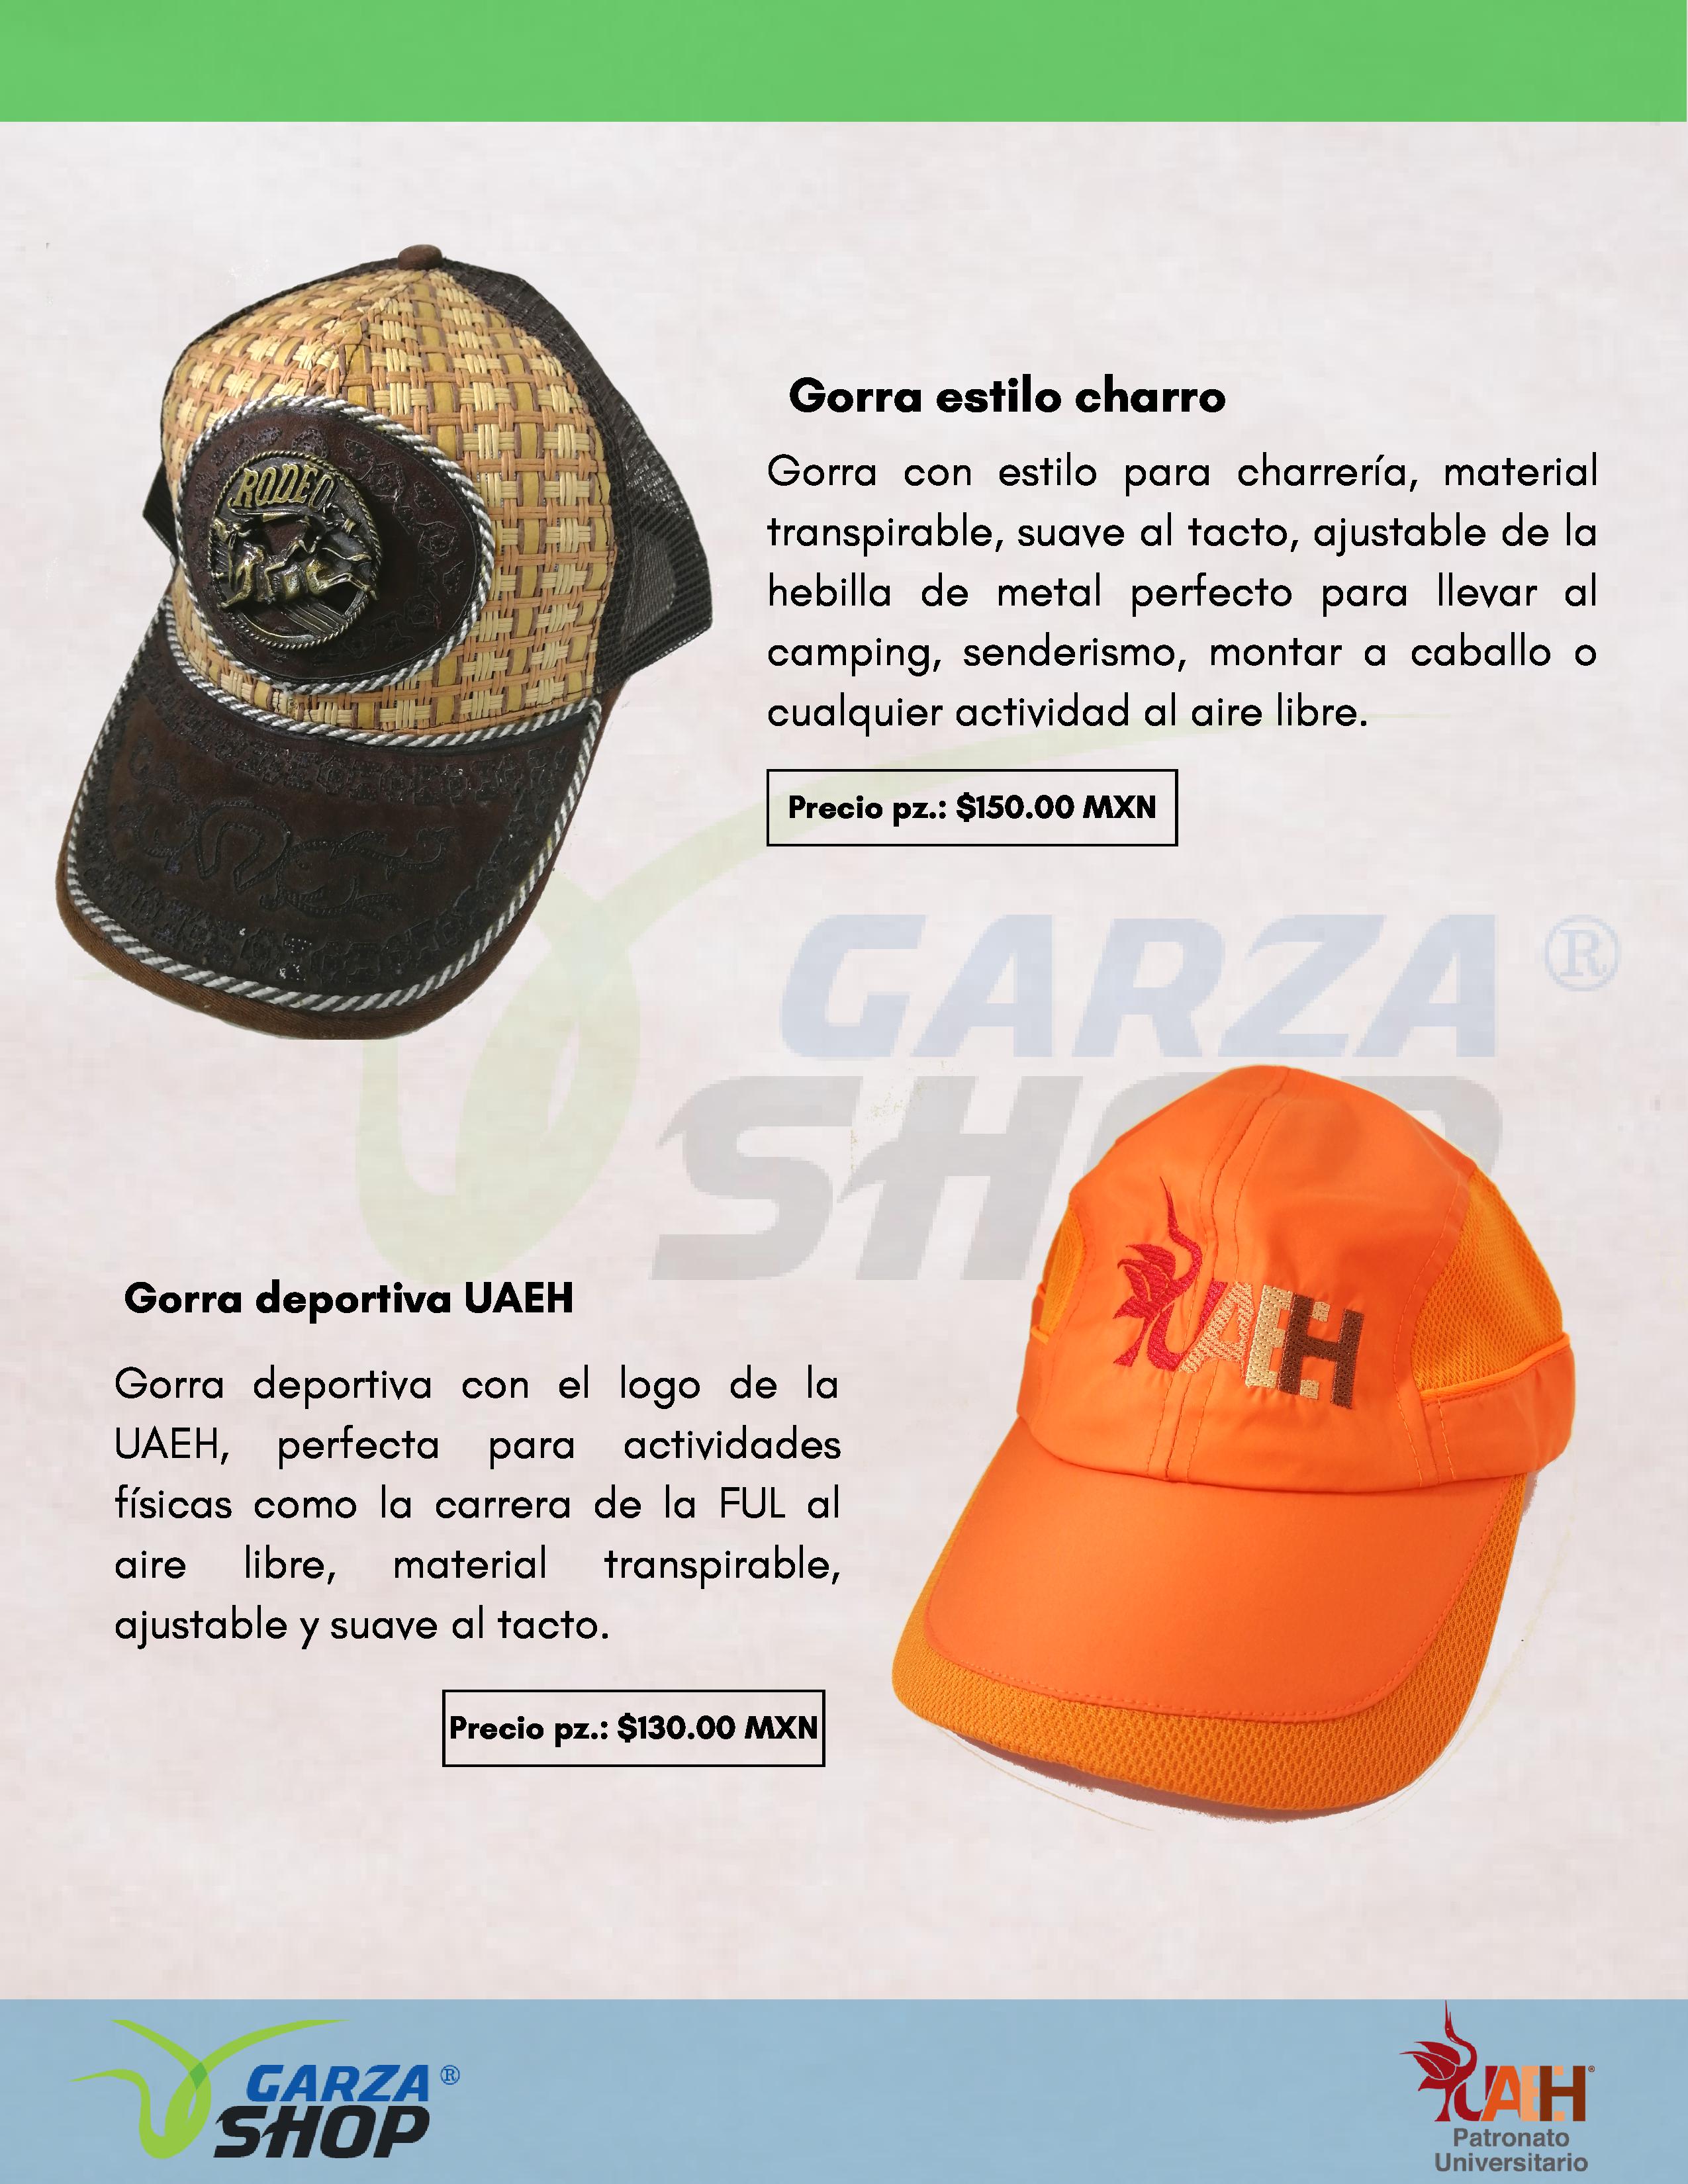 RODEO
Gorra estilo charro
Gorra con estilo para charrería, material
transpirable, suave al tacto, ajustable de la
hebilla de metal perfecto para llevar al
camping, senderismo, montar a caballo o
cualquier actividad al aire libre.
Precio pz.: $150.00 MXN
GARZA ®
SHOP
UAEH
Gorra deportiva UAEH
Gorra deportiva con el logo de la
UAEH, perfecta para actividades
físicas como la carrera de la FUL al
aire libre, material transpirable,
ajustable y suave al tacto.
Precio pz.: $130.00 MXN
GARZA ®
SHOP
UAEH®
Patronato
Universitario